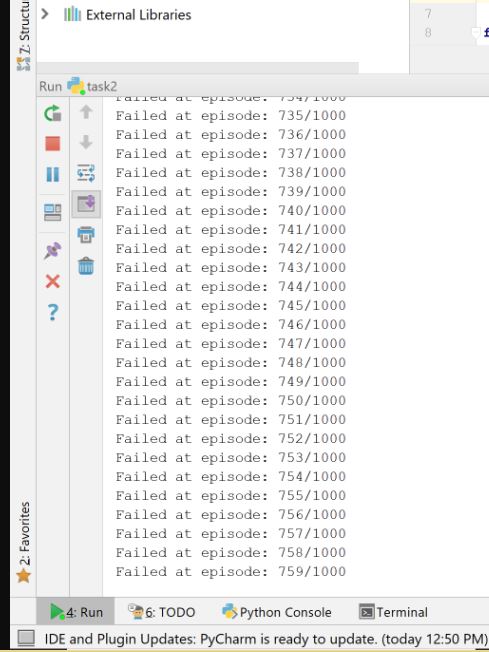 Z: Structu
External Libraries
7
8
f
Run task2
Failed at episode: 734/1000
Failed at episode: 735/1000
Failed at episode: 736/1000
Failed at episode: 737/1000
Failed at episode: 738/1000
Failed at episode: 739/1000
Failed at episode: 740/1000
Failed at episode: 741/1000
Failed at episode: 742/1000
Failed at episode: 743/1000
Failed at episode: 744/1000
Failed at episode: 745/1000
Failed at episode: 746/1000
Failed at episode: 747/1000
Failed at episode: 748/1000
Failed at episode: 749/1000
Failed at episode: 750/1000
Failed at episode: 751/1000
Failed at episode: 752/1000
Failed at episode: 753/1000
Failed at episode: 754/1000
Failed at episode: 755/1000
Failed at episode: 756/1000
Failed at episode: 757/1000
Failed at episode: 758/1000
Failed at episode: 759/1000
2: Favorites
4: Run 6: TODO Python Console Terminal
IDE and Plugin Updates: PyCharm is ready to update. (today 12:50 PM)